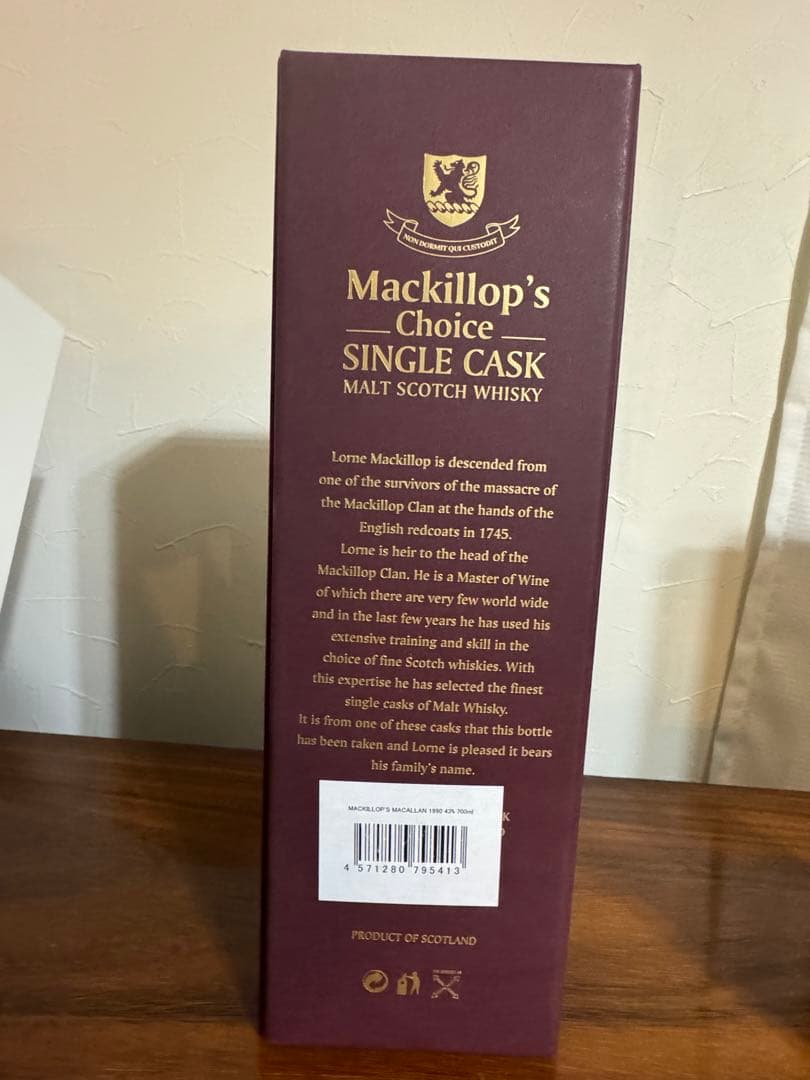 NON DORMIT QUI CUSTODIT
Mackillop's
Choice
SINGLE CASK
MALT SCOTCH WHISKY
Lorne Mackillop is descended from
one of the survivors of the massacre of
the Mackillop Clan at the hands of the
English redcoats in 1745.
Lorne is heir to the head of the
Mackillop Clan. He is a Master of Wine
of which there are very few world wide
and in the last few years he has used his
extensive training and skill in the
choice of fine Scotch whiskies. With
this expertise he has selected the finest
single casks of Malt Whisky.
It is from one of these casks that this bottle
has been taken and Lorne is pleased it bears
his family's name.
MACKILLOP'S MACALLAN 1990 43% 700ml
4 571280 795413
PRODUCT OF SCOTLAND